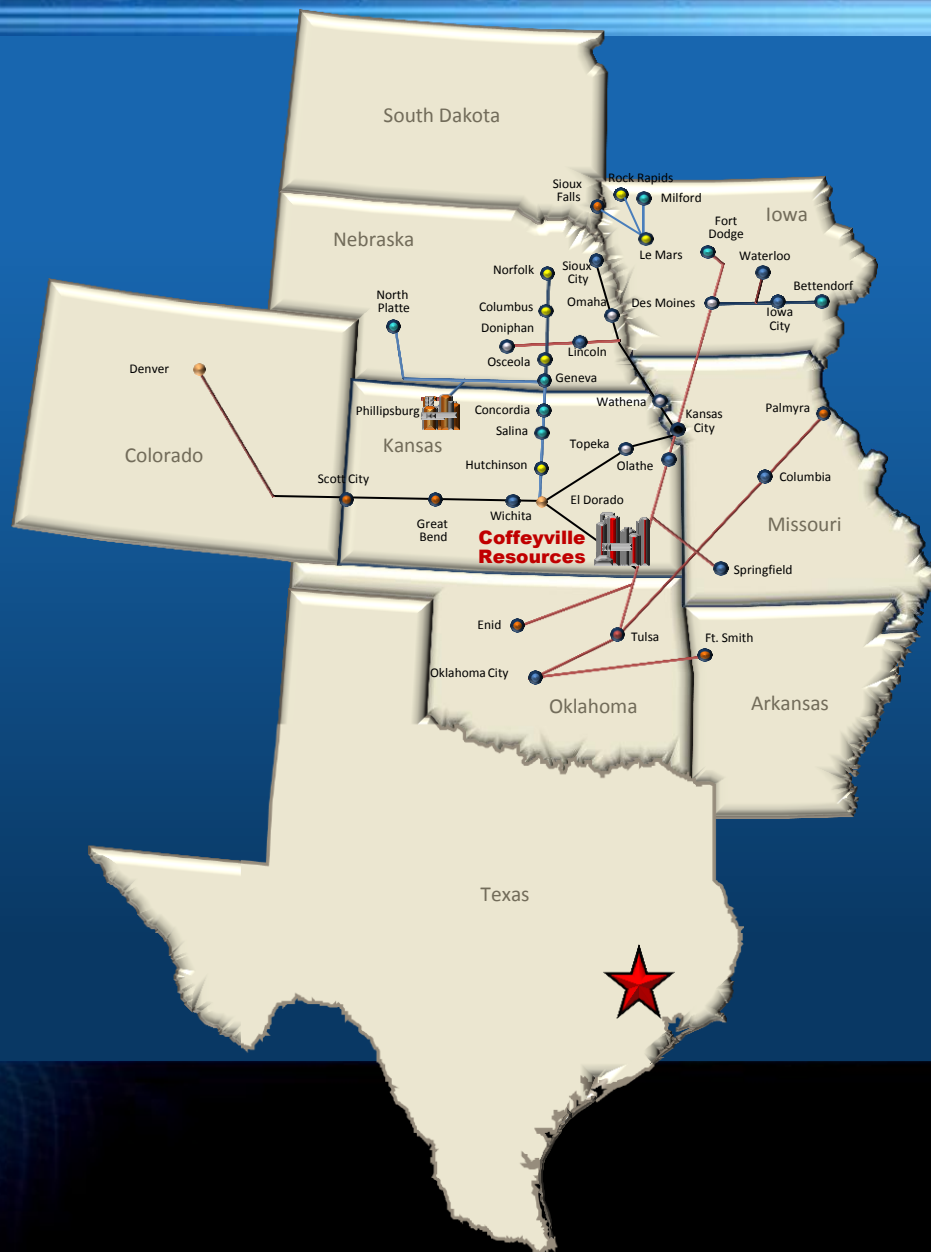 South Dakota
Rock Rapids
Sioux
Falls
Milford
Iowa
Fort
Dodge
Nebraska
Le Mars
Waterloo
Norfolk
Sioux
City
Bettendorf
North
Platte
Columbus
Omaha
Des Moines
Iowa
City
Doniphan
Lincoln
Osceola
Denver
Geneva
Wathena
Phillipsburg
Concordia
Kansas
City
Palmyra
Salina
Kansas
Topeka
Colorado
Hutchinson
Olathe
Scott City
Columbia
El Dorado
Wichita
Great
Bend
Missouri
Coffeyville
Resources
Springfield
Enid
Tulsa
Ft. Smith
Oklahoma City
Oklahoma
Arkansas
Texas